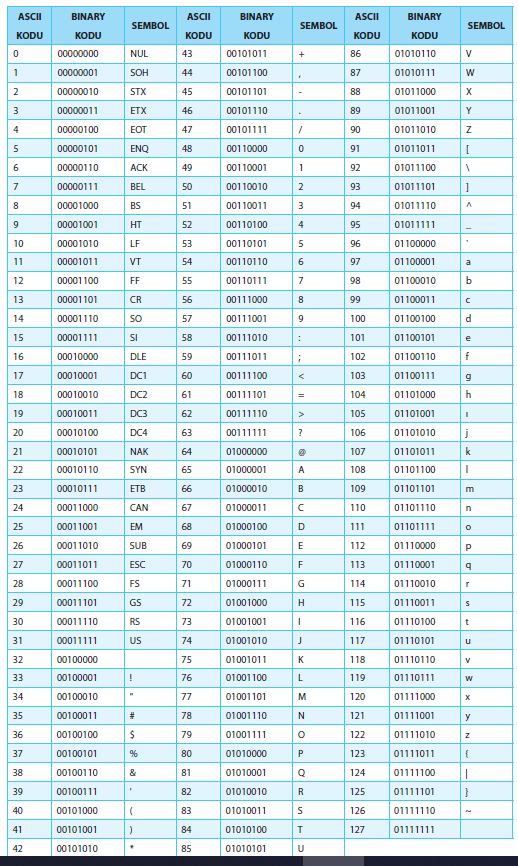 ASCII KODU BINARY KODU SEMBOL ASCII KODU BINARY KODU SEMBOL ASCII KODU BINARY KODU SEMBOL
0 00000000 NUL 43 00101011 + 86 01010110 V
1 00000001 SOH 44 00101100 , 87 01010111 W
2 00000010 STX 45 00101101 - 88 01011000 X
3 00000011 ETX 46 00101110 . 89 01011001 Y
4 00000100 EOT 47 00101111 / 90 01011010 Z
5 00000101 ENQ 48 00110000 0 91 01011011 [
6 00000110 ACK 49 00110001 1 92 01011100 \
7 00000111 BEL 50 00110010 2 93 01011101 ]
8 00001000 BS 51 00110011 3 94 01011110 ^
9 00001001 HT 52 00110100 4 95 01011111 _
10 00001010 LF 53 00110101 5 96 01100000 `
11 00001011 VT 54 00110110 6 97 01100001 a
12 00001100 FF 55 00110111 7 98 01100010 b
13 00001101 CR 56 00111000 8 99 01100011 c
14 00001110 SO 57 00111001 9 100 01100100 d
15 00001111 SI 58 00111010 : 101 01100101 e
16 00010000 DLE 59 00111011 ; 102 01100110 f
17 00010001 DC1 60 00111100 < 103 01100111 g
18 00010010 DC2 61 00111101 = 104 01101000 h
19 00010011 DC3 62 00111110 > 105 01101001 ı
20 00010100 DC4 63 00111111 ? 106 01101010 j
21 00010101 NAK 64 01000000 @ 107 01101011 k
22 00010110 SYN 65 01000001 A 108 01101100 l
23 00010111 ETB 66 01000010 B 109 01101101 m
24 00011000 CAN 67 01000011 C 110 01101110 n
25 00011001 EM 68 01000100 D 111 01101111 o
26 00011010 SUB 69 01000101 E 112 01110000 p
27 00011011 ESC 70 01000110 F 113 01110001 q
28 00011100 FS 71 01000111 G 114 01110010 r
29 00011101 GS 72 01001000 H 115 01110011 s
30 00011110 RS 73 01001001 I 116 01110100 t
31 00011111 US 74 01001010 J 117 01110101 u
32 00100000 75 01001011 K 118 01110110 v
33 00100001 ! 76 01001100 L 119 01110111 w
34 00100010 " 77 01001101 M 120 01111000 x
35 00100011 # 78 01001110 N 121 01111001 y
36 00100100 $ 79 01001111 O 122 01111010 z
37 00100101 % 80 01010000 P 123 01111011 {
38 00100110 & 81 01010001 Q 124 01111100 |
39 00100111 ' 82 01010010 R 125 01111101 }
40 00101000 ( 83 01010011 S 126 01111110 ~
41 00101001 ) 84 01010100 T 127 01111111
42 00101010 * 85 01010101 U